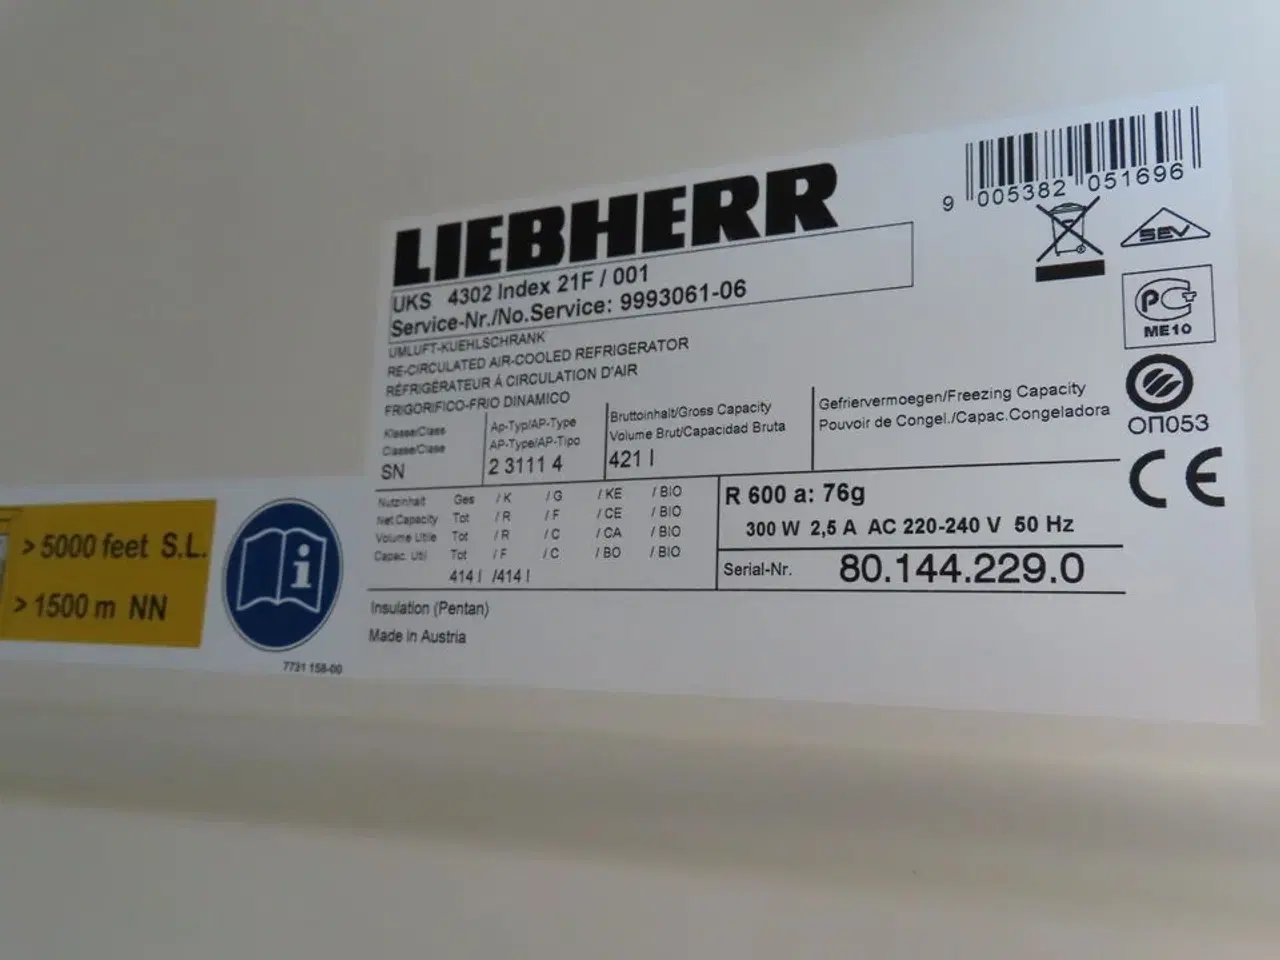 9 005382 051696
LIEBHERR
UKS 4302 Index 21F / 001
Service-Nr./No.Service: 9993061-06
UMLUFT-KUEHLSCHRANK
RE-CIRCULATED AIR-COOLED REFRIGERATOR
RÉFRIGÉRATEUR À CIRCULATION D'AIR
FRIGORIFICO-FRIO DINAMICO
SEV
PC+
ME10
ОП053
CE
Klasse/Class
Classe/Clase
SN
Ap-Typ/AP-Type
AP-Type/AP-Tipo
2 3111 4
Bruttoinhalt/Gross Capacity
Volume Brut/Capacidad Bruta
421 l
Gefriervermoegen/Freezing Capacity
Pouvoir de Congel./Capac.Congeladora
Nutzinhalt Ges / K / G / KE / BIO
Net Capacity Tot / R / F / CE / BIO
Volume Utile Tot / R / C / CA / BIO
Capac. Util Tot / F / C / BO / BIO
414 l /414 l
R 600 a: 76g
300 W 2,5 A AC 220-240 V 50 Hz
Serial-Nr. 80.144.229.0
Insulation (Pentan)
Made in Austria
> 5000 feet S.L.
> 1500 m NN
i
7731 158-00